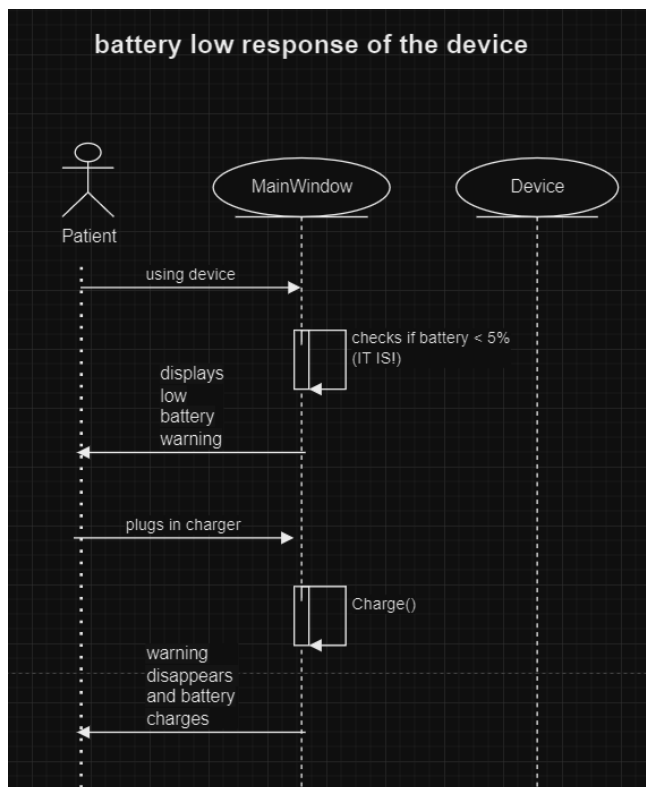 battery low response of the device
MainWindow
Device
Patient
using device
checks if battery < 5%
(IT IS!)
displays
low
battery
warning
plugs in charger
Charge()
warning
disappears
and battery
charges